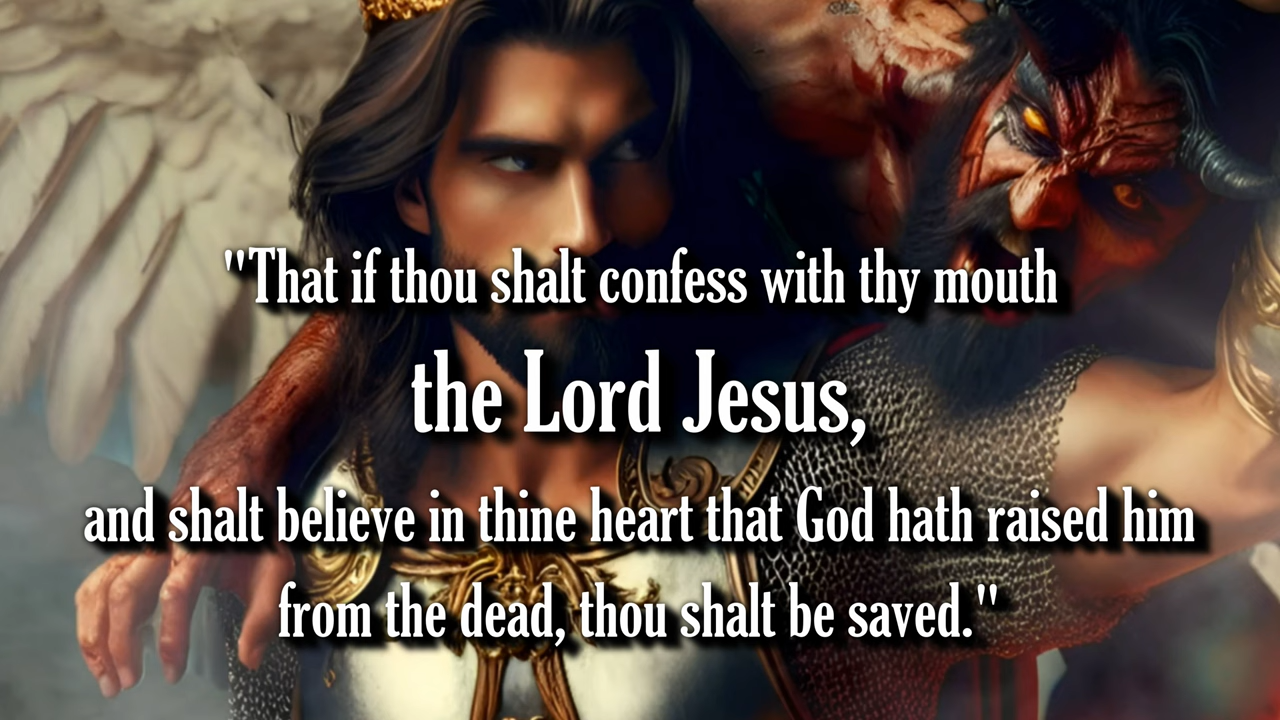 "That if thou shalt confess with thy mouth
the Lord Jesus,
and shalt believe in thine heart that God hath raised him
from the dead, thou shalt be saved."